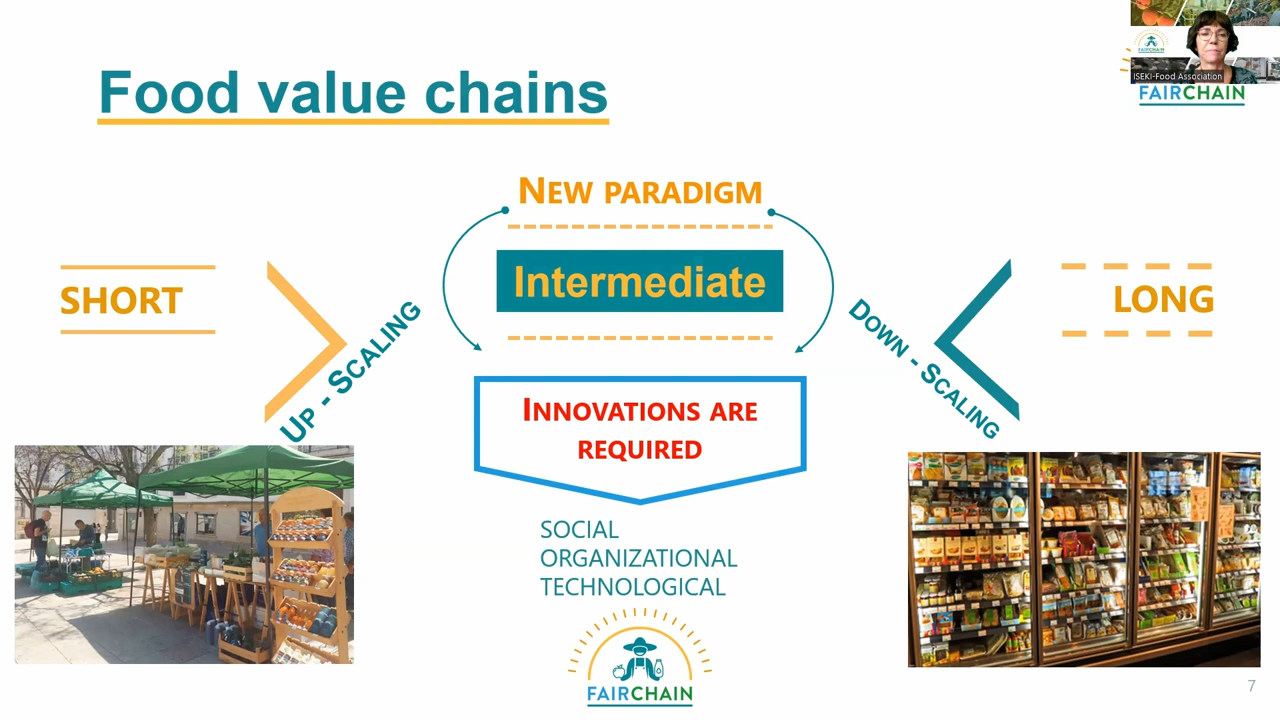 Food value chains
ISEKI-Food Association
FAIRCHAIN
NEW PARADIGM
Intermediate
SHORT
UP - SCALING
DOWN - SCALING
LONG
INNOVATIONS ARE
REQUIRED
SOCIAL
ORGANIZATIONAL
TECHNOLOGICAL
FAIRCHAIN
7